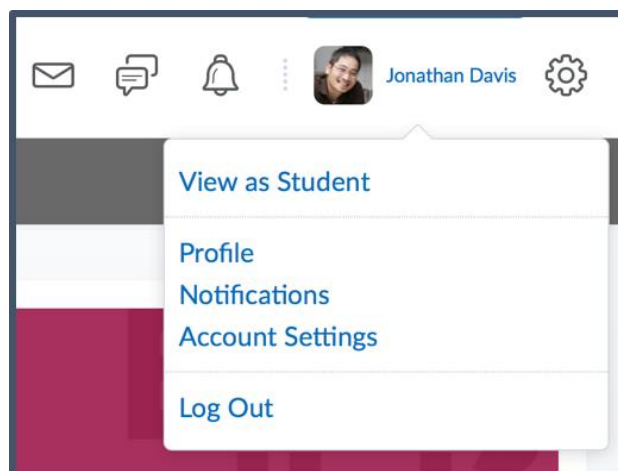 Jonathan Davis
View as Student
Profile
Notifications
Account Settings
Log Out